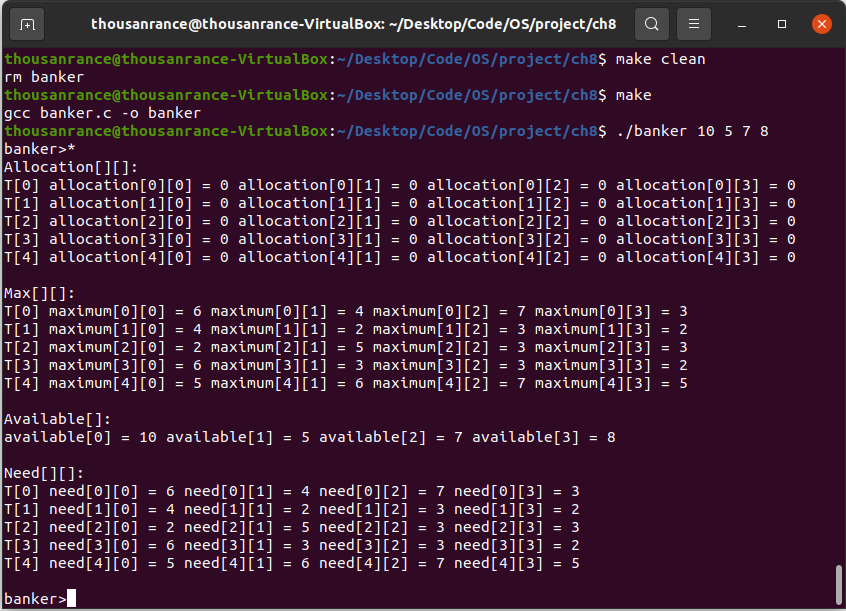 thousanrance@thousanrance-VirtualBox: ~/Desktop/Code/OS/project/ch8
thousanrance@thousanrance-VirtualBox:~/Desktop/Code/OS/project/ch8$ make clean
rm banker
thousanrance@thousanrance-VirtualBox:~/Desktop/Code/OS/project/ch8$ make
gcc banker.c -o banker
thousanrance@thousanrance-VirtualBox:~/Desktop/Code/OS/project/ch8$ ./banker 10 5 7 8
banker>*
Allocation[][]:
T[0] allocation[0][0] = 0 allocation[0][1] = 0 allocation[0][2] = 0 allocation[0][3] = 0
T[1] allocation[1][0] = 0 allocation[1][1] = 0 allocation[1][2] = 0 allocation[1][3] = 0
T[2] allocation[2][0] = 0 allocation[2][1] = 0 allocation[2][2] = 0 allocation[2][3] = 0
T[3] allocation[3][0] = 0 allocation[3][1] = 0 allocation[3][2] = 0 allocation[3][3] = 0
T[4] allocation[4][0] = 0 allocation[4][1] = 0 allocation[4][2] = 0 allocation[4][3] = 0

Max[][]:
T[0] maximum[0][0] = 6 maximum[0][1] = 4 maximum[0][2] = 7 maximum[0][3] = 3
T[1] maximum[1][0] = 4 maximum[1][1] = 2 maximum[1][2] = 3 maximum[1][3] = 2
T[2] maximum[2][0] = 2 maximum[2][1] = 5 maximum[2][2] = 3 maximum[2][3] = 3
T[3] maximum[3][0] = 6 maximum[3][1] = 3 maximum[3][2] = 3 maximum[3][3] = 2
T[4] maximum[4][0] = 5 maximum[4][1] = 6 maximum[4][2] = 7 maximum[4][3] = 5

Available[]:
available[0] = 10 available[1] = 5 available[2] = 7 available[3] = 8

Need[][]:
T[0] need[0][0] = 6 need[0][1] = 4 need[0][2] = 7 need[0][3] = 3
T[1] need[1][0] = 4 need[1][1] = 2 need[1][2] = 3 need[1][3] = 2
T[2] need[2][0] = 2 need[2][1] = 5 need[2][2] = 3 need[2][3] = 3
T[3] need[3][0] = 6 need[3][1] = 3 need[3][2] = 3 need[3][3] = 2
T[4] need[4][0] = 5 need[4][1] = 6 need[4][2] = 7 need[4][3] = 5

banker>